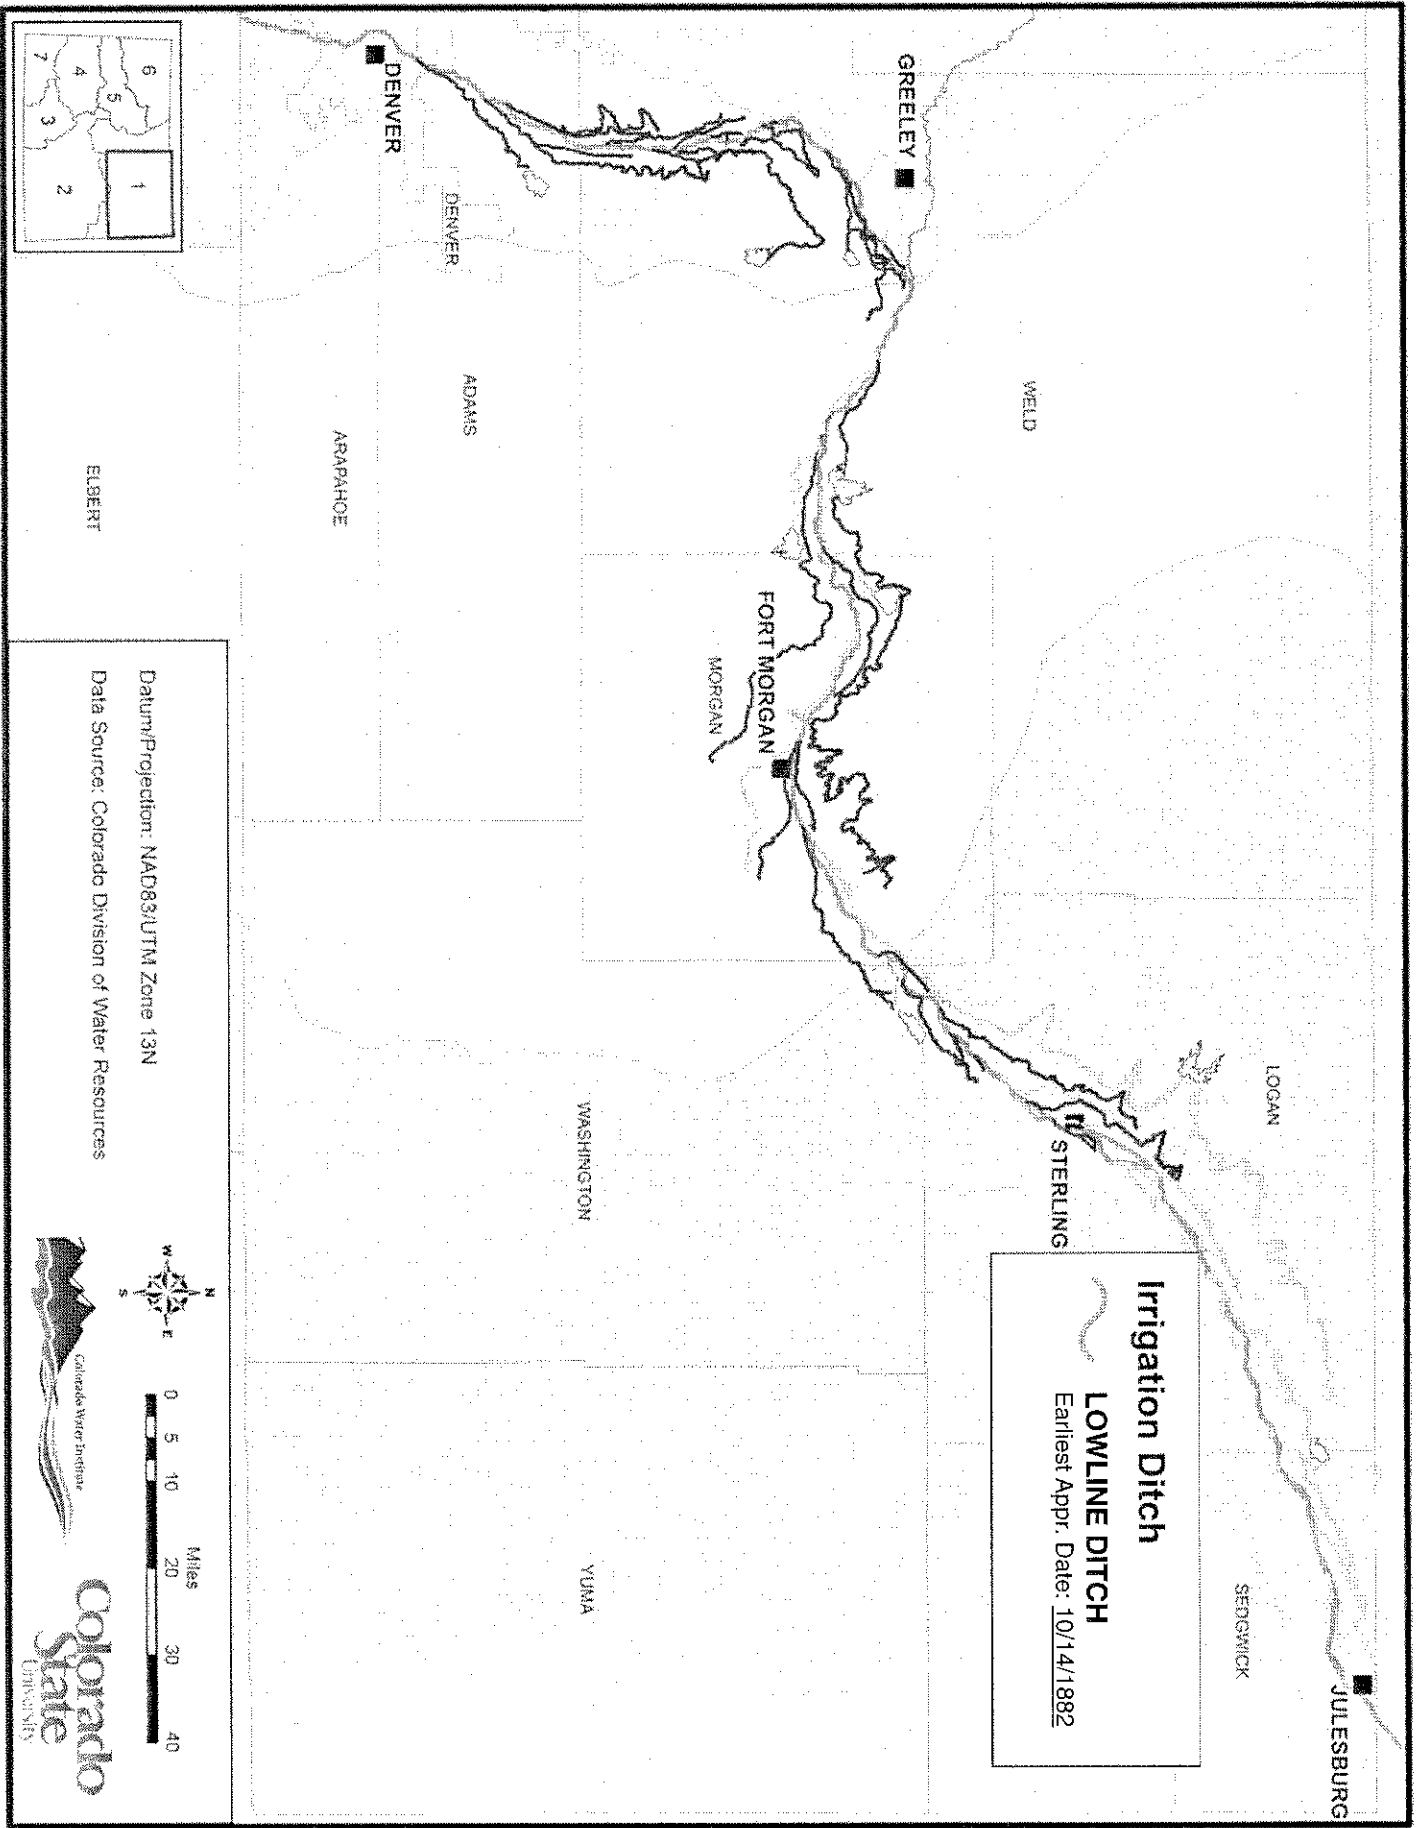 JULESBURG
SEDGWICK
LOGAN
Irrigation Ditch
LOWLINE DITCH
Earliest Appr. Date: 10/14/1882
STERLING
WELD
GREELEY
FORT MORGAN
MORGAN
WASHINGTON
YUMA
ADAMS
DENVER
DENVER
ARAPAHOE
ELBERT
6
1
5
4
2
7
3
Datum/Projection: NAD83/UTM Zone 13N
Data Source: Colorado Division of Water Resources
N
W
E
S
Miles
0 5 10 20 30 40
Colorado Water Institute
Colorado
State
University